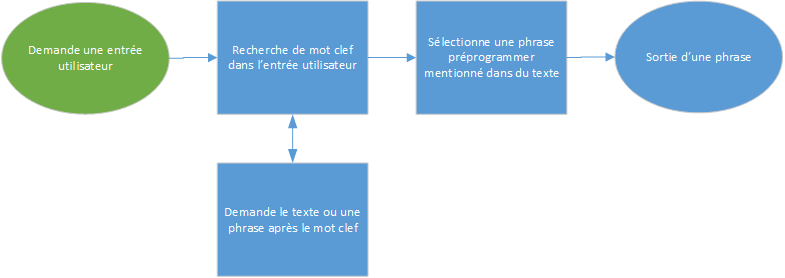 Demande une entrée
utilisateur
Recherche de mot clef
dans l'entrée utilisateur
Sélectionne une phrase
préprogrammer
mentionné dans du texte
Sortie d'une phrase
Demande le texte ou une
phrase après le mot clef